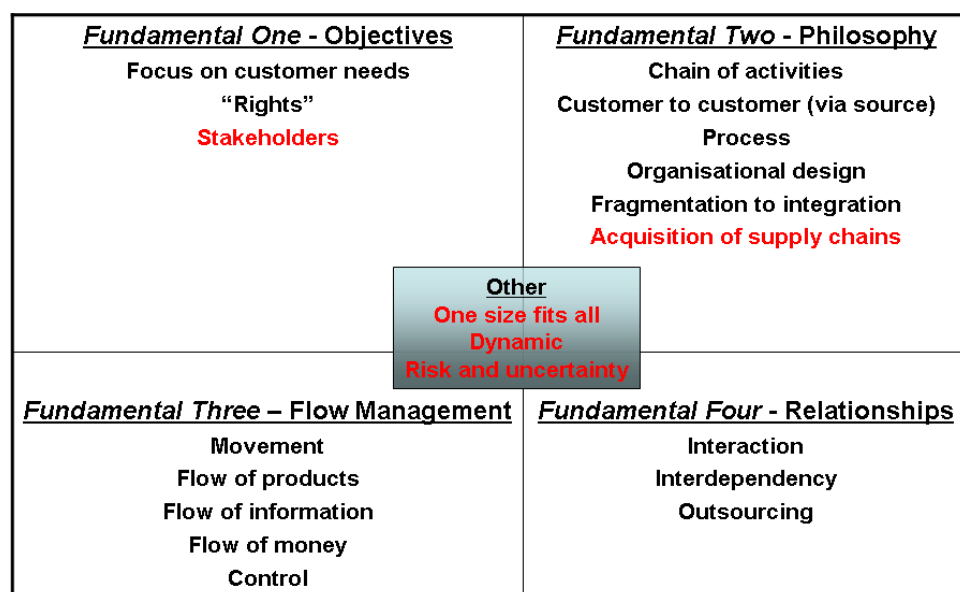 Fundamental One - Objectives
Focus on customer needs
“Rights”
Stakeholders
Fundamental Two - Philosophy
Chain of activities
Customer to customer (via source)
Process
Organisational design
Fragmentation to integration
Acquisition of supply chains
Other
One size fits all
Dynamic
Risk and uncertainty
Fundamental Three – Flow Management
Movement
Flow of products
Flow of information
Flow of money
Control
Fundamental Four - Relationships
Interaction
Interdependency
Outsourcing